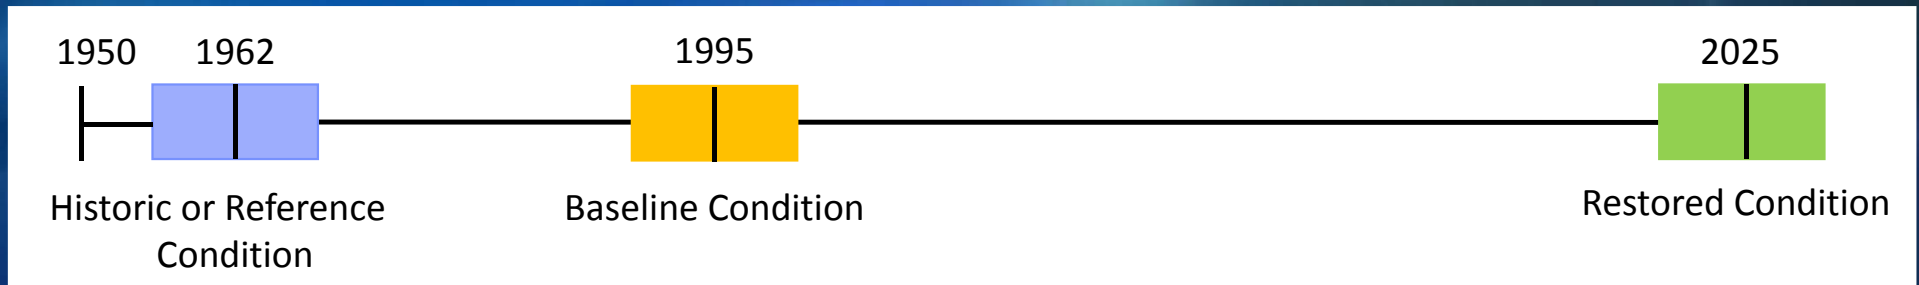 1950
1962
1995
2025
Historic or Reference
Condition
Baseline Condition
Restored Condition